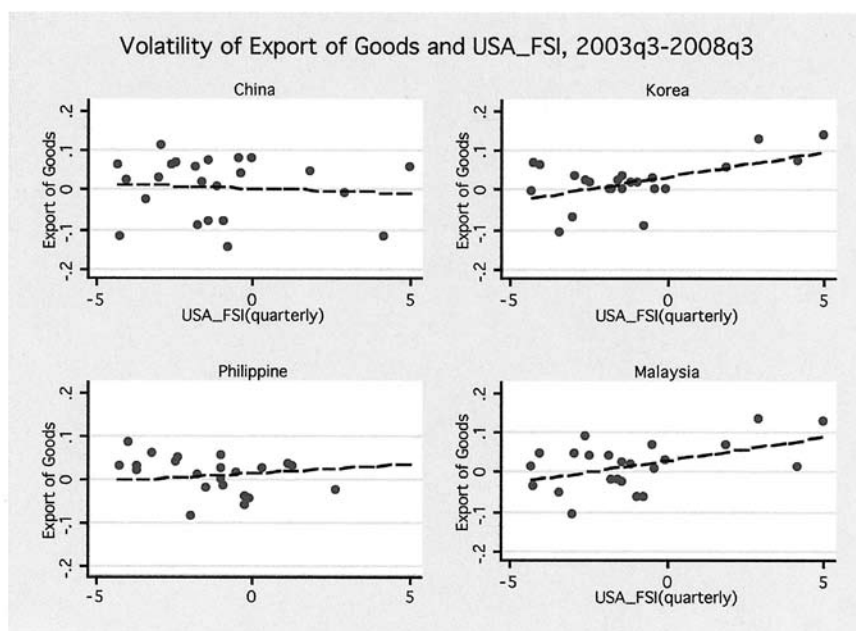 Volatility of Export of Goods and USA_FSI, 2003q3-2008q3
China
Export of Goods
.2
.1
0
-.1
-.2
-5
0
5
USA_FSI(quarterly)
Korea
Export of Goods
.2
.1
0
-.1
-.2
-5
0
5
USA_FSI(quarterly)
Philippine
Export of Goods
.2
.1
0
-.1
-.2
-5
0
5
USA_FSI(quarterly)
Malaysia
Export of Goods
.2
.1
0
-.1
-.2
-5
0
5
USA_FSI(quarterly)